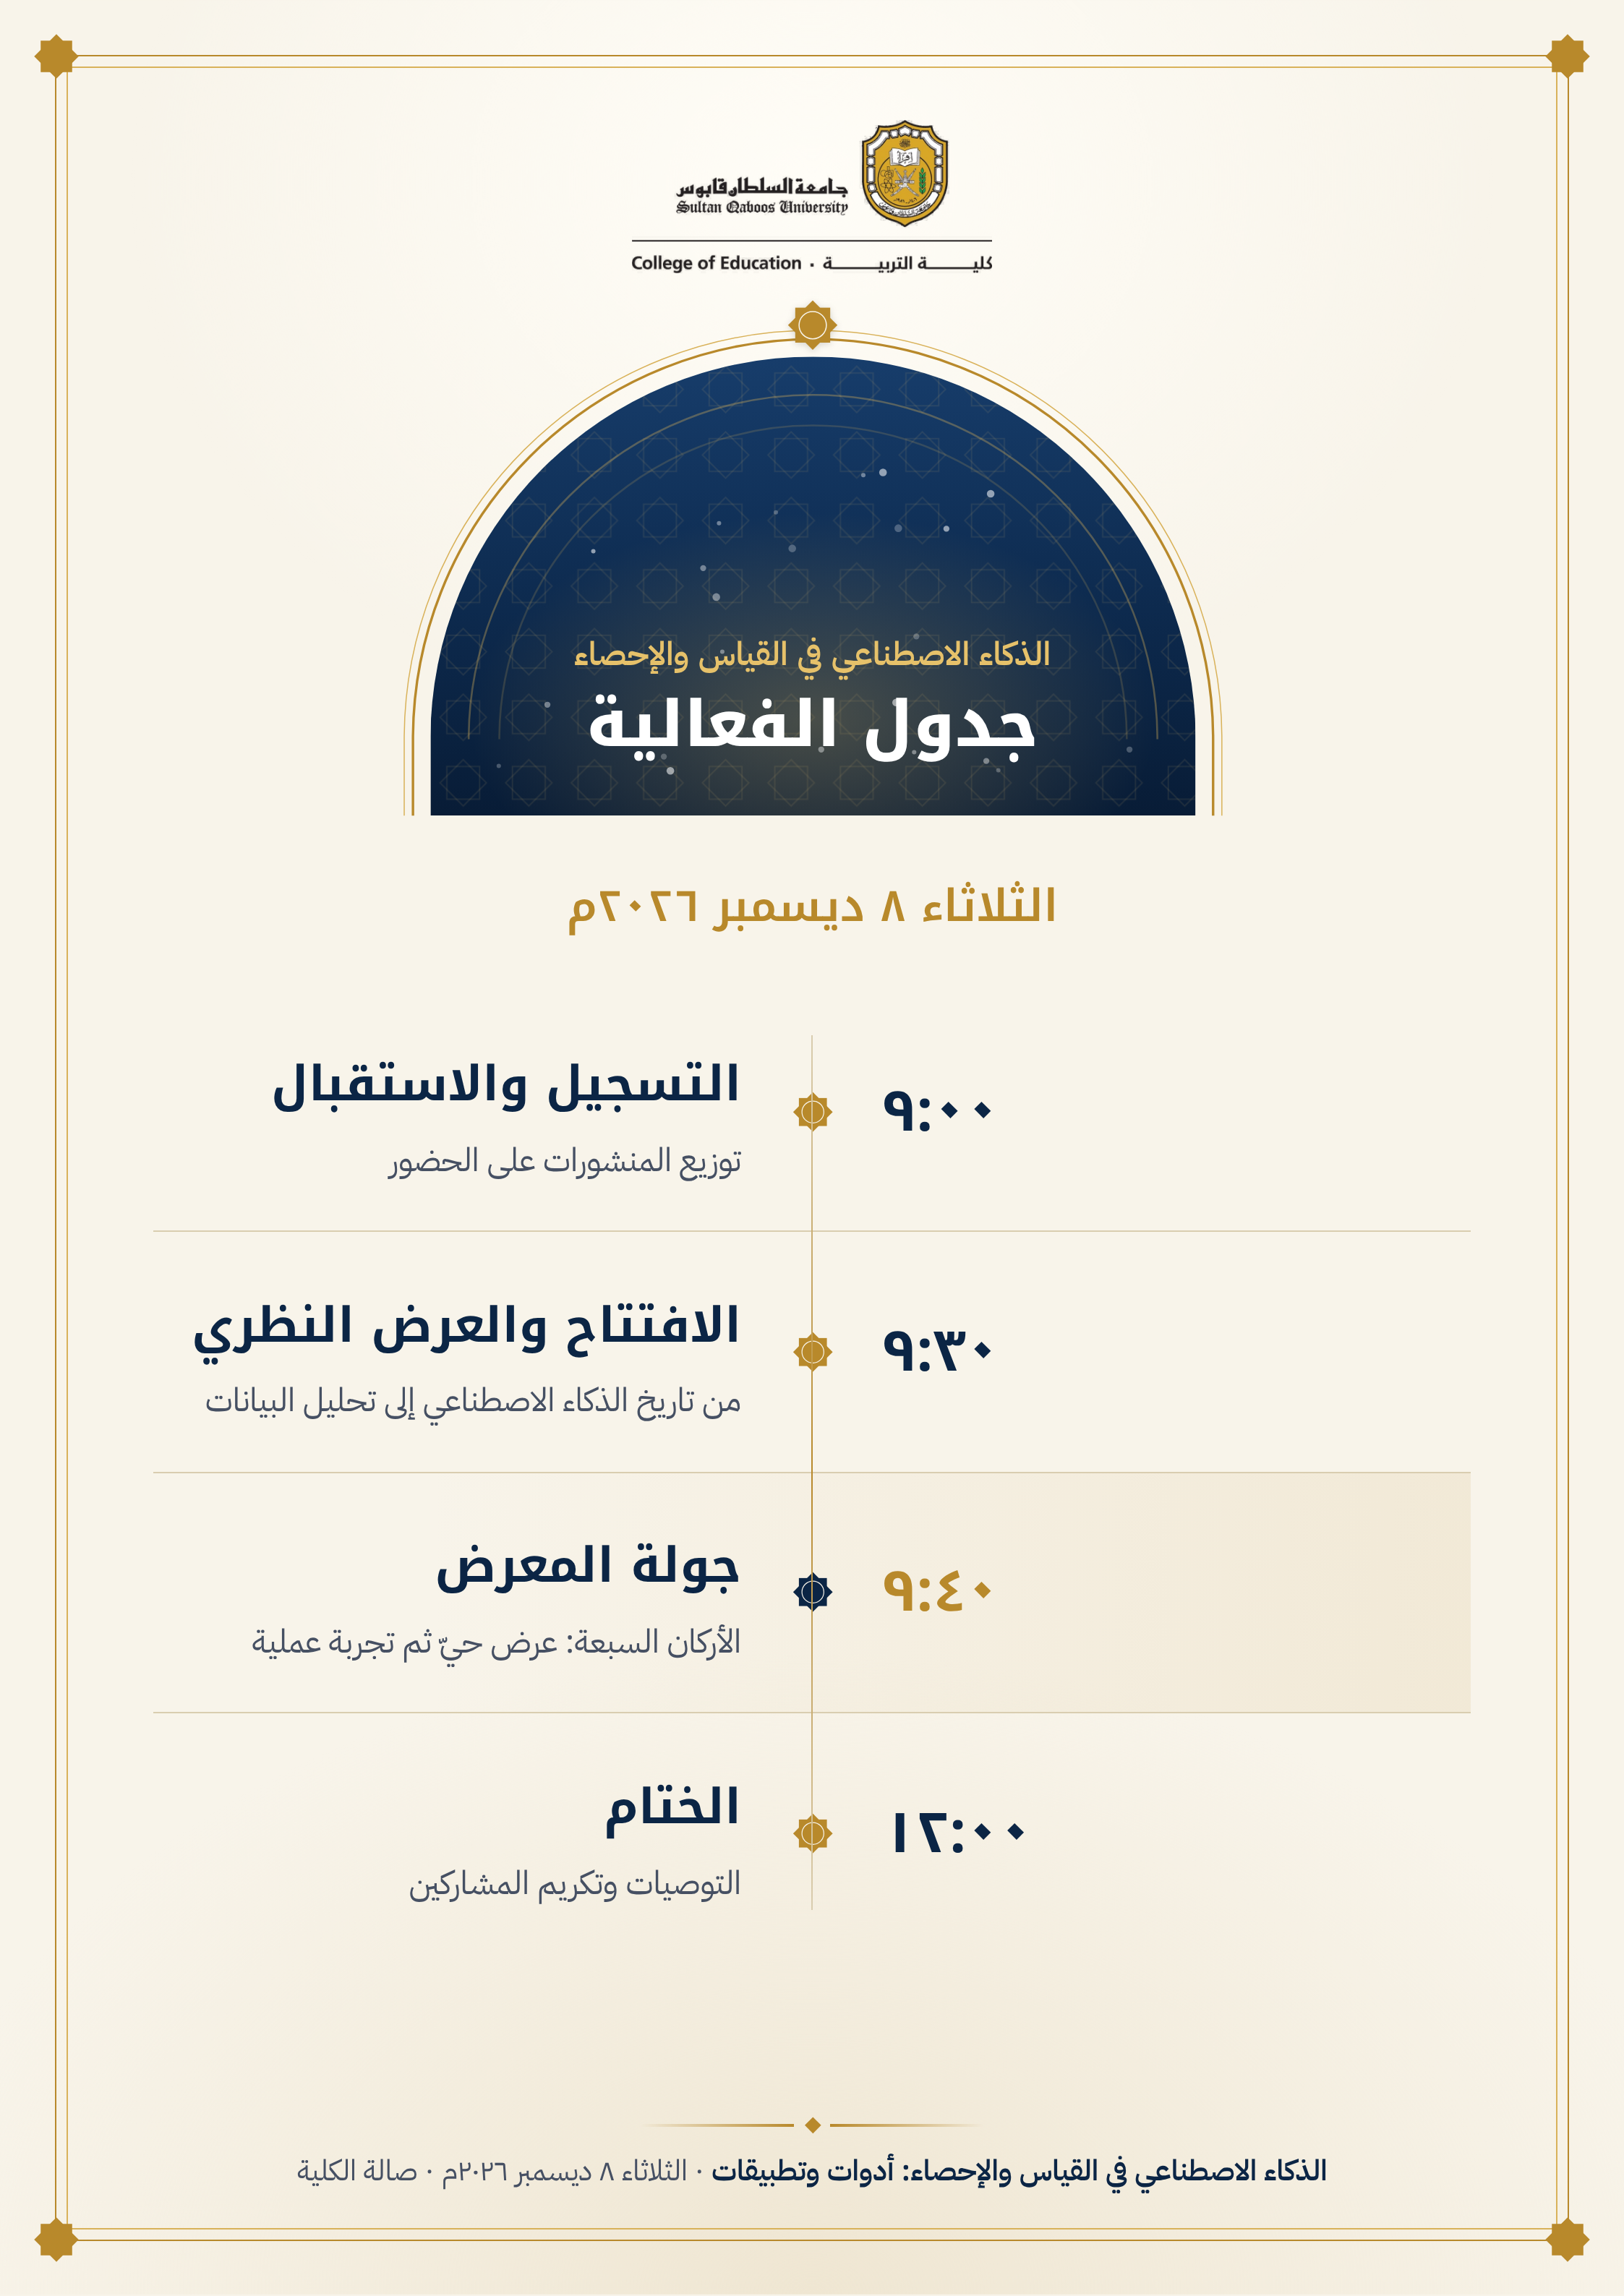 جامعة السلطان قابوس
Sultan Qaboos University
كليـــــــة التربيـــــــة · College of Education
الذكاء الاصطناعي في القياس والإحصاء
جدول الفعالية
الثلاثاء ٨ ديسمبر ٢٠٢٦م
٩:٠٠
التسجيل والاستقبال
توزيع المنشورات على الحضور
٩:٣٠
الافتتاح والعرض النظري
من تاريخ الذكاء الاصطناعي إلى تحليل البيانات
٩:٤٠
جولة المعرض
الأركان السبعة: عرض حيّ ثم تجربة عملية
١٢:٠٠
الختام
التوصيات وتكريم المشاركين
الذكاء الاصطناعي في القياس والإحصاء: أدوات وتطبيقات · الثلاثاء ٨ ديسمبر ٢٠٢٦م · صالة الكلية